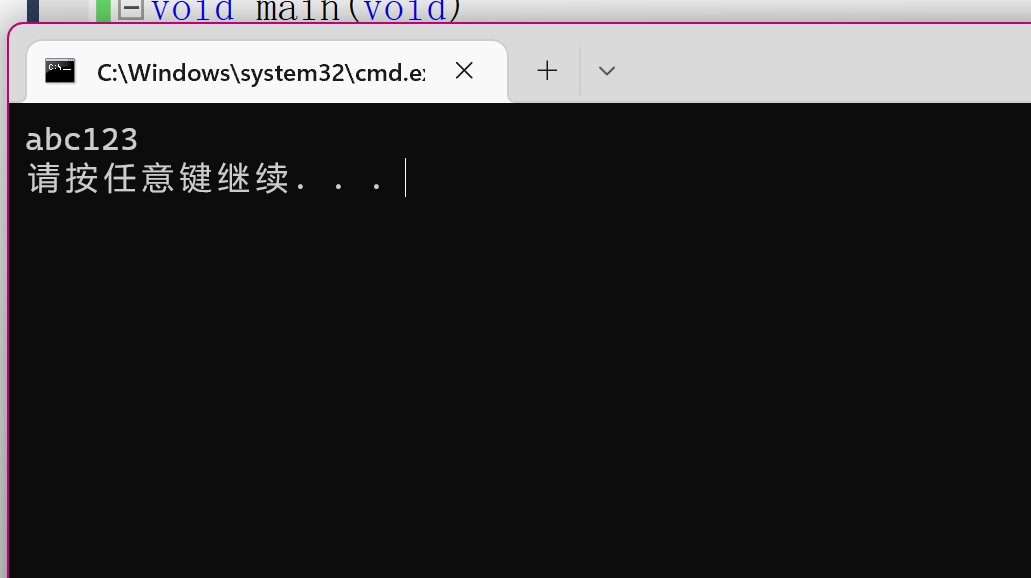 void main(void)
C:\Windows\system32\cmd.ex
abc123
请按任意键继续. . .